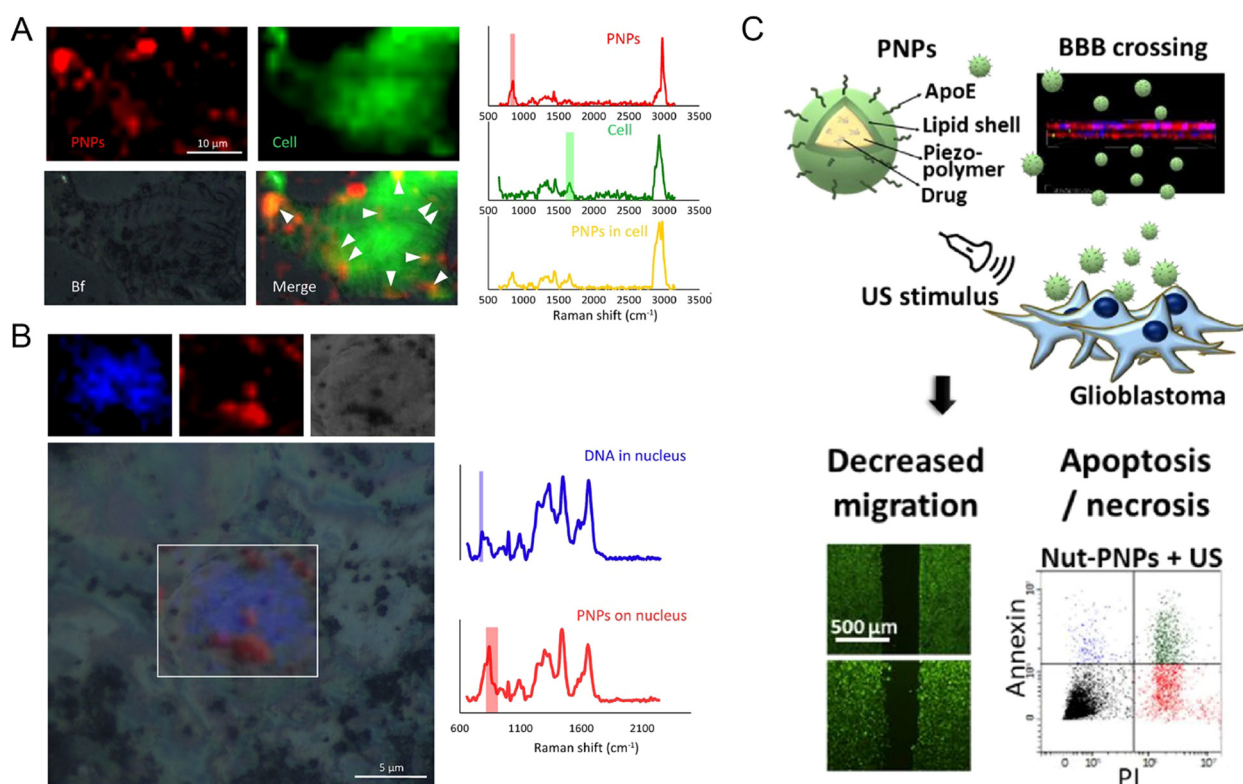 A
PNPs
10 µm
Cell
Bf
Merge
PNPs
500 1000 1500 2000 2500 3000 3500
Cell
500 1000 1500 2000 2500 3000 3500
PNPs in cell
500 1000 1500 2000 2500 3000 3500
Raman shift (cm⁻¹)
B
5 µm
DNA in nucleus
PNPs on nucleus
600 1100 1600 2100
Raman shift (cm⁻¹)
C
PNPs
ApoE
Lipid shell
Piezo-
polymer
Drug
BBB crossing
US stimulus
Glioblastoma
Decreased
migration
500 µm
Apoptosis
/ necrosis
Nut-PNPs + US
Annexin
PI